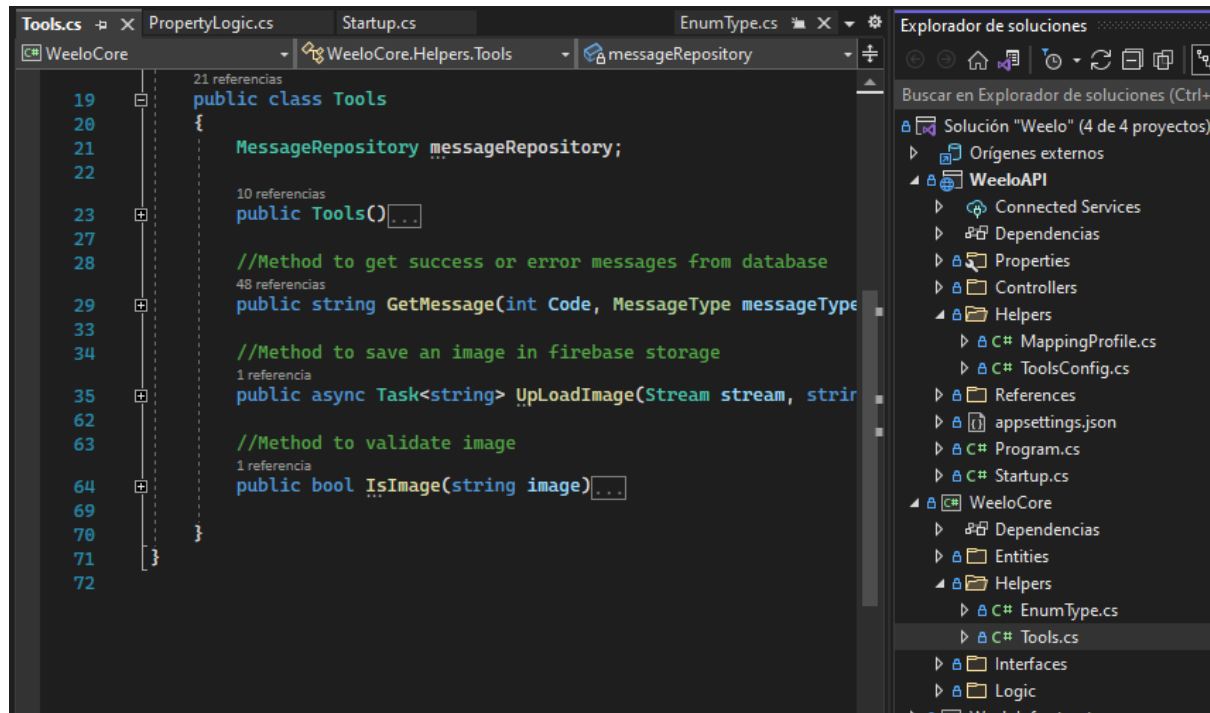 Tools.cs PropertyLogic.cs Startup.cs EnumType.cs
WeeloCore WeeloCore.Helpers.Tools messageRepository
21 referencias
19 public class Tools
20 {
21 MessageRepository messageRepository;
22
10 referencias
23 public Tools()...
27
28 //Method to get success or error messages from database
48 referencias
29 public string GetMessage(int Code, MessageType messageType
33
34 //Method to save an image in firebase storage
1 referencia
35 public async Task<string> UpLoadImage(Stream stream, strin
62
63 //Method to validate image
1 referencia
64 public bool IsImage(string image)...
69
70 }
71 }
72
Explorador de soluciones
Buscar en Explorador de soluciones (Ctrl+
Solución "Weelo" (4 de 4 proyectos)
Orígenes externos
WeeloAPI
Connected Services
Dependencias
Properties
Controllers
Helpers
C# MappingProfile.cs
C# ToolsConfig.cs
References
appsettings.json
C# Program.cs
C# Startup.cs
C# WeeloCore
Dependencias
Entities
Helpers
C# EnumType.cs
C# Tools.cs
Interfaces
Logic